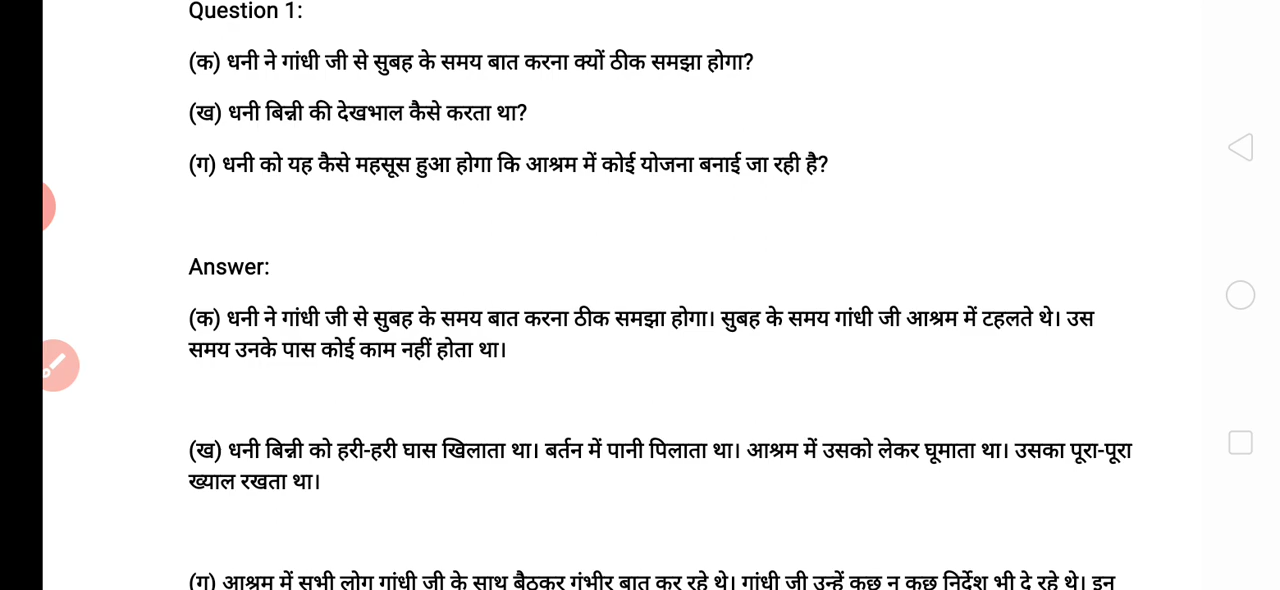 Question 1:
(क) धनी ने गांधी जी से सुबह के समय बात करना क्यों ठीक समझा होगा?
(ख) धनी बिन्नी की देखभाल कैसे करता था?
(ग) धनी को यह कैसे महसूस हुआ होगा कि आश्रम में कोई योजना बनाई जा रही है?
Answer:
(क) धनी ने गांधी जी से सुबह के समय बात करना ठीक समझा होगा। सुबह के समय गांधी जी आश्रम में टहलते थे। उस
समय उनके पास कोई काम नहीं होता था।
(ख) धनी बिन्नी को हरी-हरी घास खिलाता था। बर्तन में पानी पिलाता था। आश्रम में उसको लेकर घूमाता था। उसका पूरा-पूरा
ख्याल रखता था।
(ग) आश्रम में सभी लोग गांधी जी के साथ बैठकर गंभीर बात कर रहे थे। गांधी जी उन्हें कुछ न कुछ निर्देश भी दे रहे थे। इन